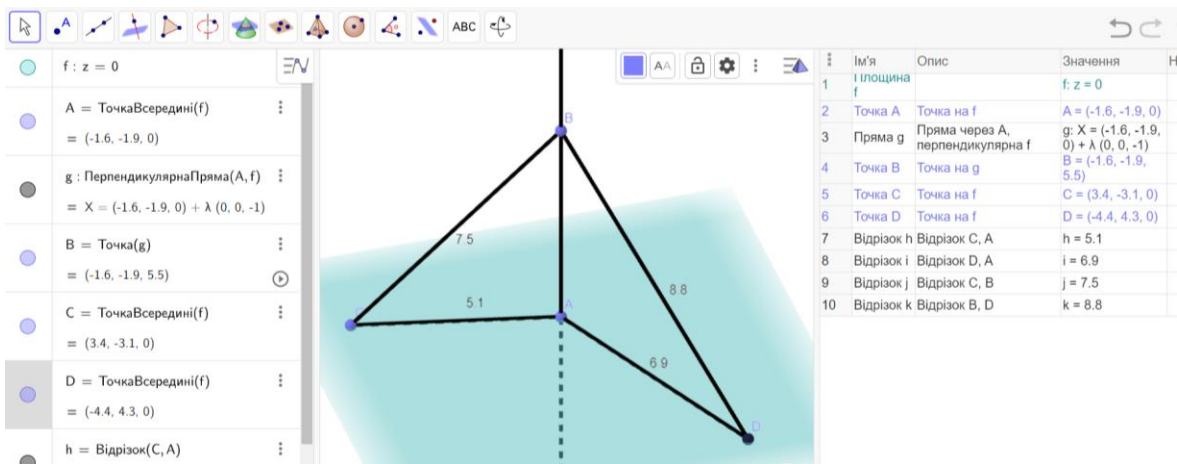 A
ABC
f : z = 0
A = ТочкаВсередині(f)
= (-1.6, -1.9, 0)
g : ПерпендикулярнаПряма(A, f)
= X = (-1.6, -1.9, 0) + λ (0, 0, -1)
B = Точка(g)
= (-1.6, -1.9, 5.5)
C = ТочкаВсередині(f)
= (3.4, -3.1, 0)
D = ТочкаВсередині(f)
= (-4.4, 4.3, 0)
h = Відрізок(C, A)
AA
B
7.5
8.8
5.1
A
6.9
D
Ім'я Опис Значення Н
1 Площина f f: z = 0
2 Точка A Точка на f A = (-1.6, -1.9, 0)
3 Пряма g Пряма через A, перпендикулярна f g: X = (-1.6, -1.9, 0) + λ (0, 0, -1)
4 Точка B Точка на g B = (-1.6, -1.9, 5.5)
5 Точка C Точка на f C = (3.4, -3.1, 0)
6 Точка D Точка на f D = (-4.4, 4.3, 0)
7 Відрізок h Відрізок C, A h = 5.1
8 Відрізок i Відрізок D, A i = 6.9
9 Відрізок j Відрізок C, B j = 7.5
10 Відрізок k Відрізок B, D k = 8.8